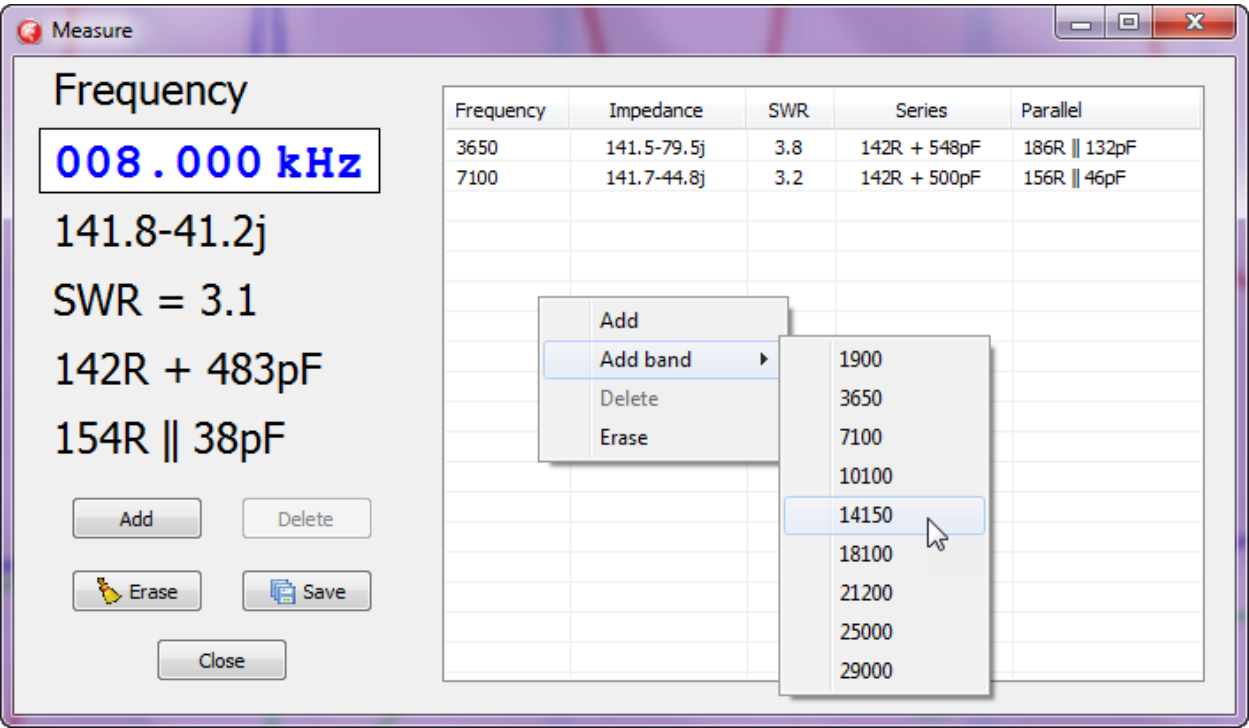 Measure
Frequency
008.000 kHz
141.8-41.2j
SWR = 3.1
142R + 483pF
154R || 38pF
Add Delete
Erase Save
Close
Frequency Impedance SWR Series Parallel
3650 141.5-79.5j 3.8 142R + 548pF 186R || 132pF
7100 141.7-44.8j 3.2 142R + 500pF 156R || 46pF
Add
Add band
Delete
Erase
1900
3650
7100
10100
14150
18100
21200
25000
29000